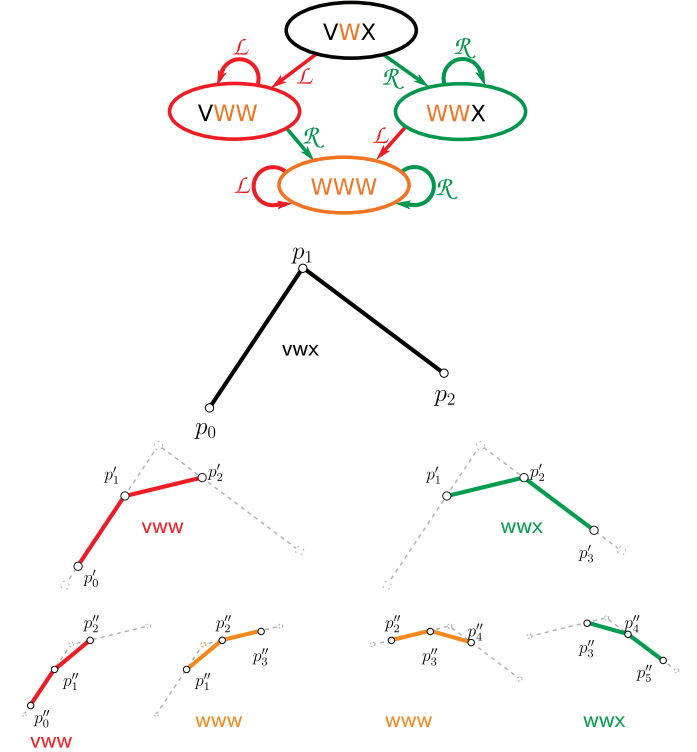 VWX
ℒ ℒ ℛ ℛ
VWW WWX
ℛ ℒ
ℒ WWW ℛ
p₁
vwx
p₂
p₀
p′₁ p′₂ p′₁ p′₂
vww wwx
p′₀ p′₃
p″₂ p″₂ p″₂ p″₄
p″₃ p″₃ p″₃ p″₄
p″₁ p″₁ p″₅
p″₀
vww www www wwx